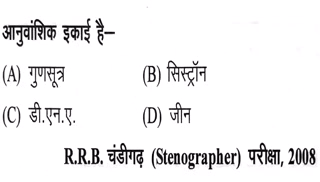 आनुवांशिक इकाई है–
(A) गुणसूत्र (B) सिस्ट्रॉन
(C) डी.एन.ए. (D) जीन
R.R.B. चंडीगढ़ (Stenographer) परीक्षा, 2008